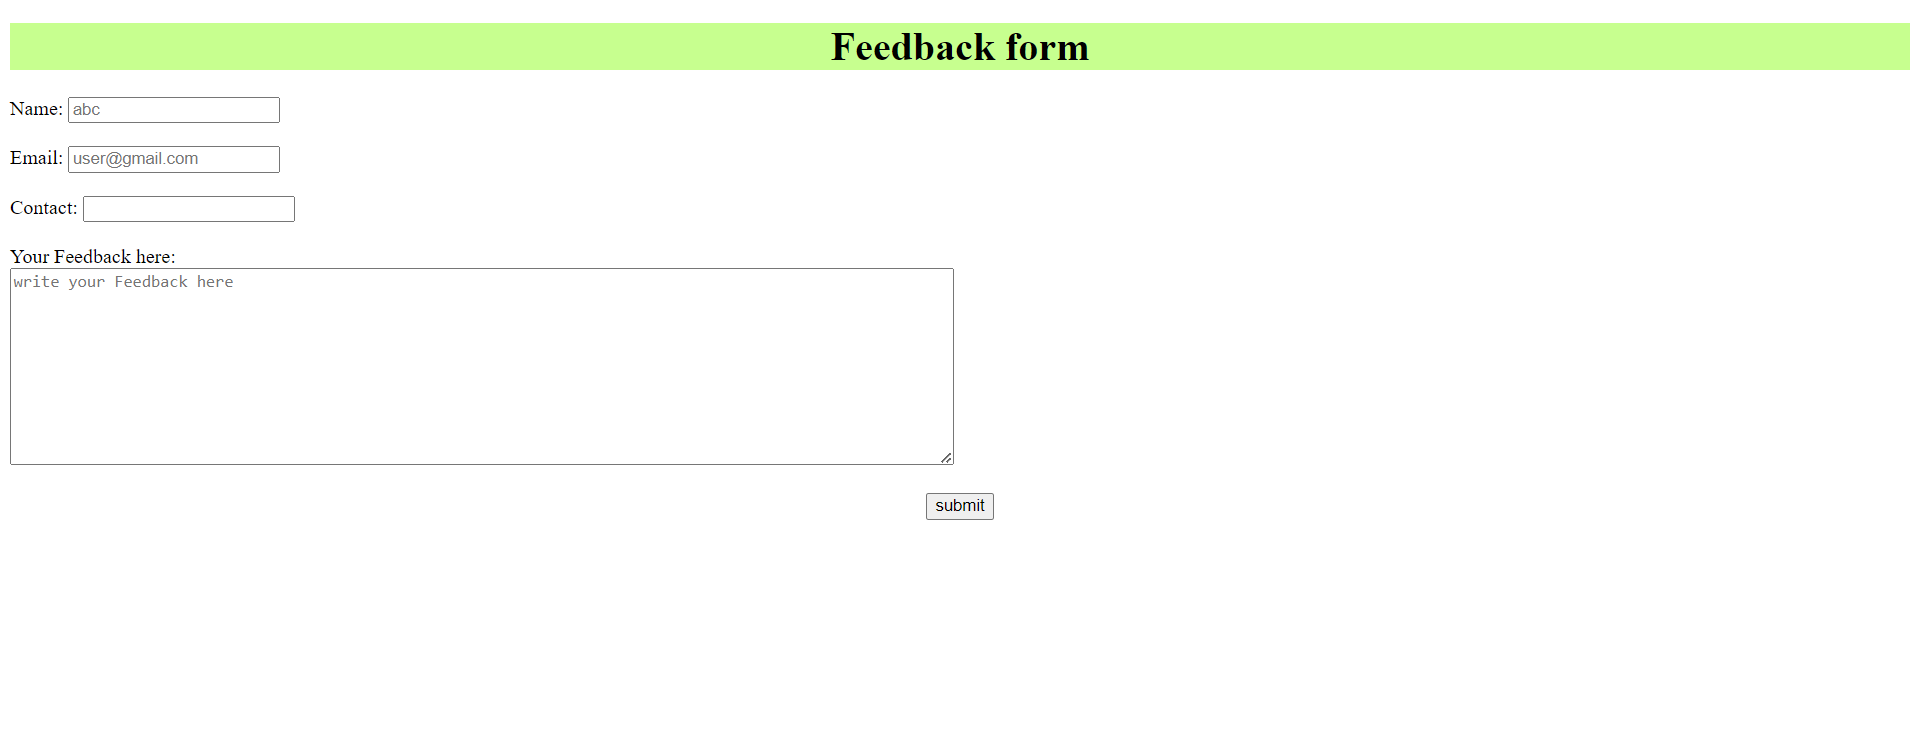 Feedback form
Name: abc
Email: user@gmail.com
Contact:
Your Feedback here:
write your Feedback here
submit